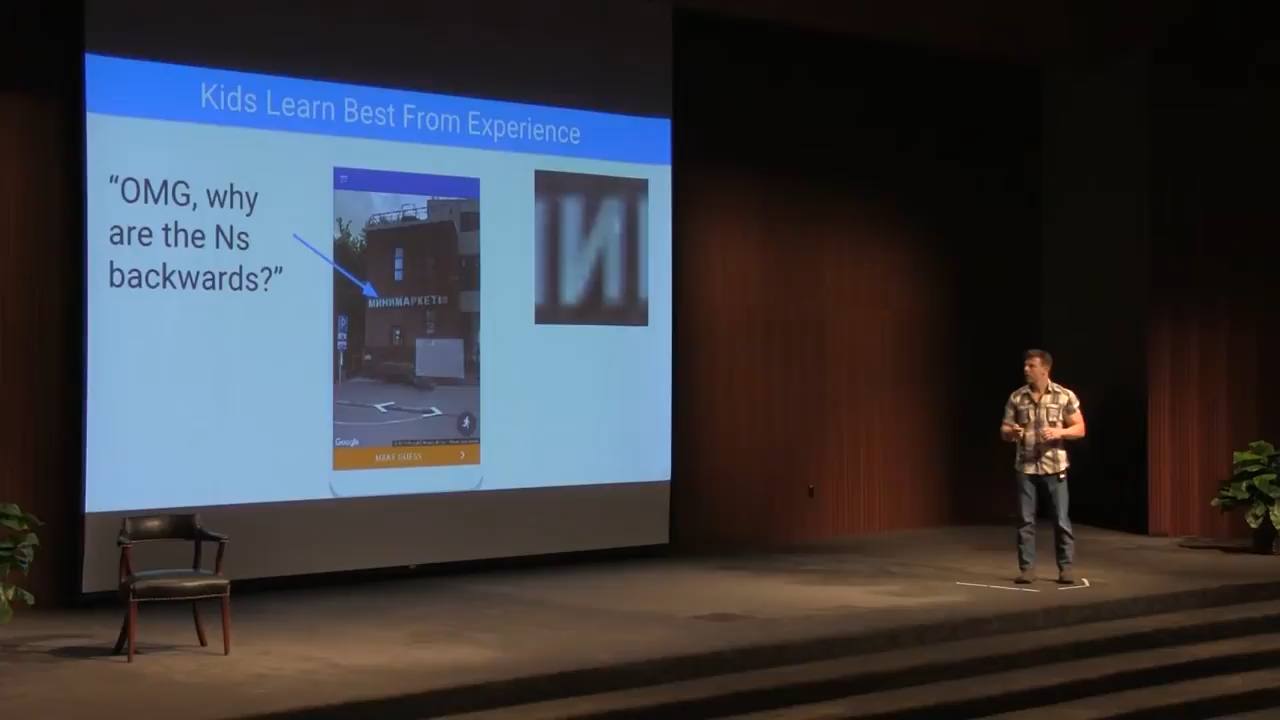 Kids Learn Best From Experience
“OMG, why
are the Ns
backwards?”
МИНИМАРКЕТ
Google
MAKE GUESS
И